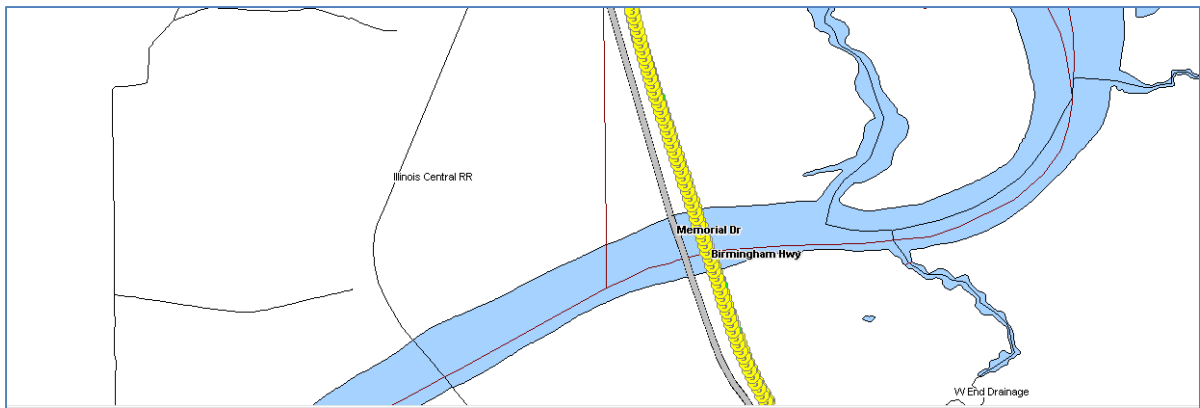 Illinois Central RR
Memorial Dr
Birmingham Hwy
W End Drainage